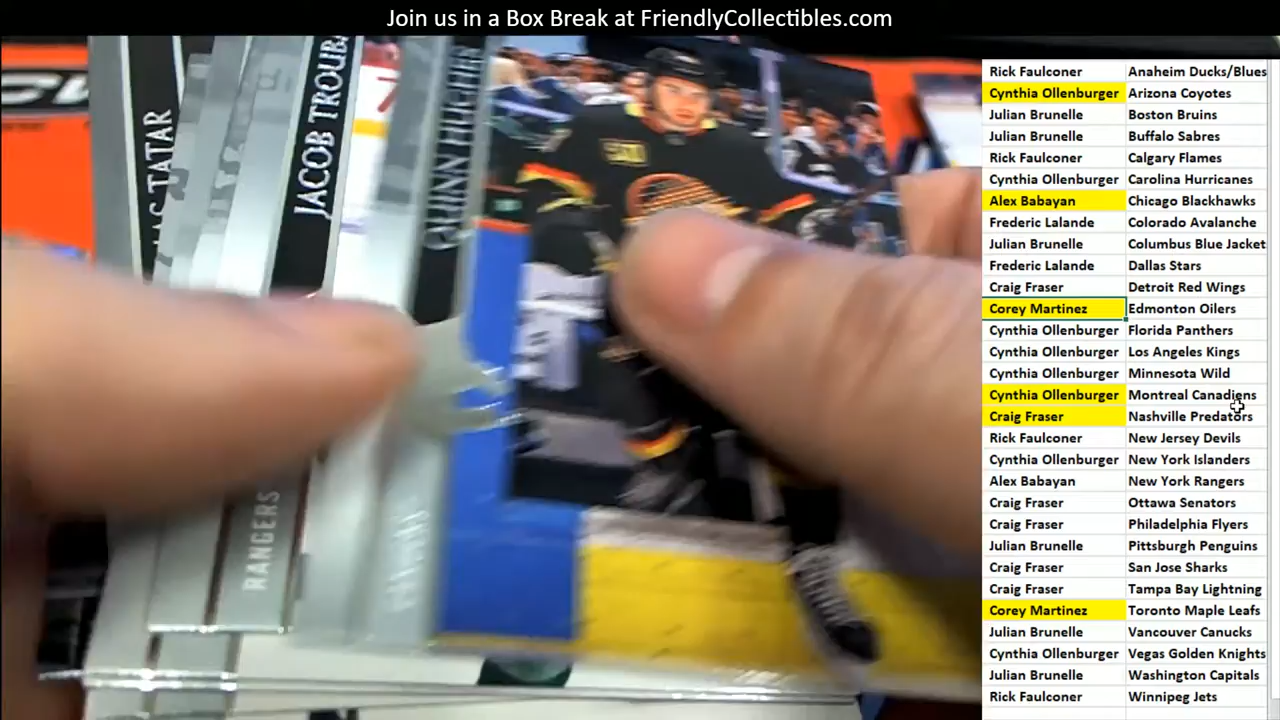 Join us in a Box Break at FriendlyCollectibles.com
TATAR
JACOB TROUBA
QUINN HUGHES
RANGERS
Rick Faulconer Anaheim Ducks/Blues
Cynthia Ollenburger Arizona Coyotes
Julian Brunelle Boston Bruins
Julian Brunelle Buffalo Sabres
Rick Faulconer Calgary Flames
Cynthia Ollenburger Carolina Hurricanes
Alex Babayan Chicago Blackhawks
Frederic Lalande Colorado Avalanche
Julian Brunelle Columbus Blue Jacket
Frederic Lalande Dallas Stars
Craig Fraser Detroit Red Wings
Corey Martinez Edmonton Oilers
Cynthia Ollenburger Florida Panthers
Cynthia Ollenburger Los Angeles Kings
Cynthia Ollenburger Minnesota Wild
Cynthia Ollenburger Montreal Canadiens
Craig Fraser Nashville Predators
Rick Faulconer New Jersey Devils
Cynthia Ollenburger New York Islanders
Alex Babayan New York Rangers
Craig Fraser Ottawa Senators
Craig Fraser Philadelphia Flyers
Julian Brunelle Pittsburgh Penguins
Craig Fraser San Jose Sharks
Craig Fraser Tampa Bay Lightning
Corey Martinez Toronto Maple Leafs
Julian Brunelle Vancouver Canucks
Cynthia Ollenburger Vegas Golden Knights
Julian Brunelle Washington Capitals
Rick Faulconer Winnipeg Jets